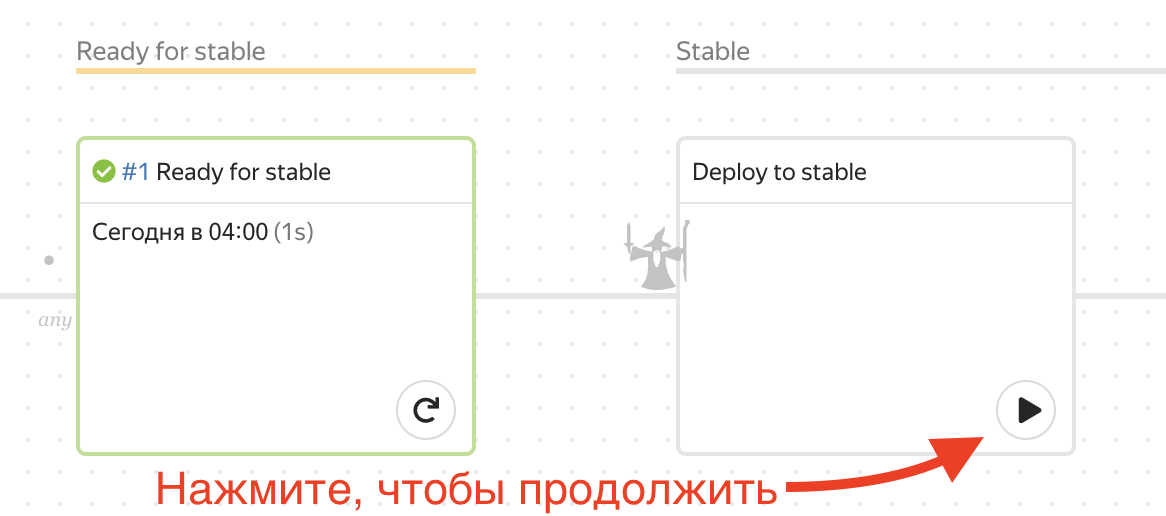 Ready for stable
Stable
#1 Ready for stable
Deploy to stable
Сегодня в 04:00 (1s)
any
Нажмите, чтобы продолжить